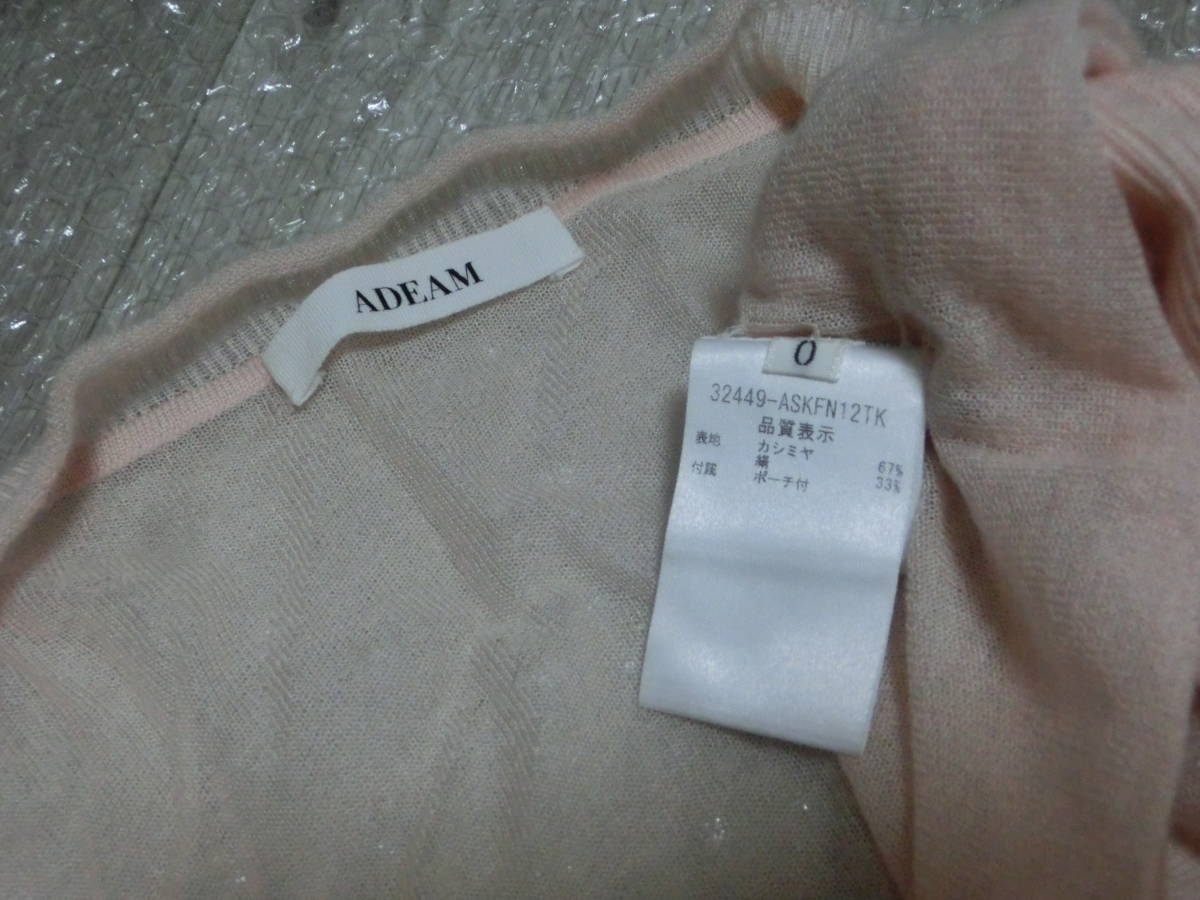 ADEAM
0
32449-ASKFN12TK
品質表示
表地 カシミヤ 67%
絹 33%
付属 ポーチ付